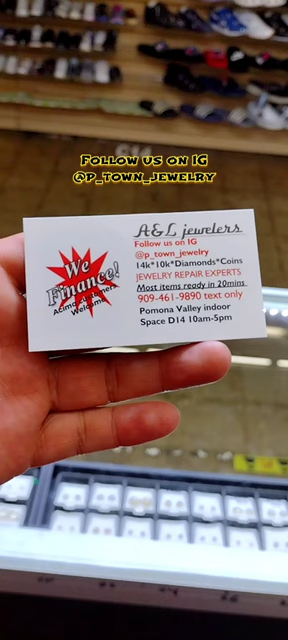 Follow us on IG
@p_town_jewelry
A&L jewelers
Follow us on IG
@p_town_jewelry
14k*10k*Diamonds*Coins
JEWELRY REPAIR EXPERTS
Most items ready in 20mins
909-461-9890 text only
Pomona Valley indoor
Space D14 10am-5pm
We
Finance!
Acima customers
Welcome